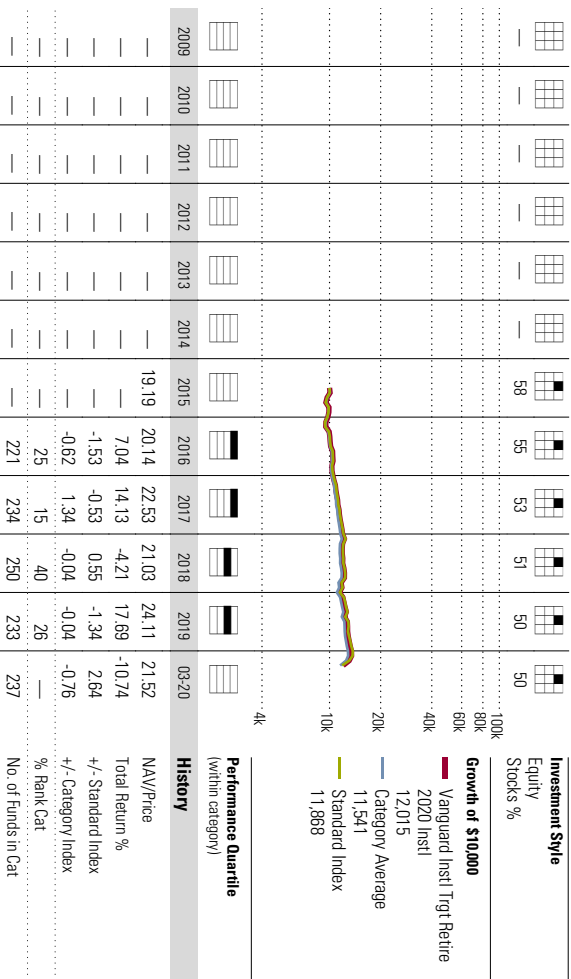 Investment Style
Equity
— — — — — — 58 55 53 51 50 50 Stocks %
100k
80k
60k
40k
20k
10k
4k
Growth of $10,000
Vanguard Instl Trgt Retire
2020 Instl
12,015
Category Average
11,541
Standard Index
11,868
Performance Quartile
(within category)
2009 2010 2011 2012 2013 2014 2015 2016 2017 2018 2019 03-20 History
— — — — — — 19.19 20.14 22.53 21.03 24.11 21.52 NAV/Price
— — — — — — — 7.04 14.13 -4.21 17.69 -10.74 Total Return %
— — — — — — — -1.53 -0.53 0.55 -1.34 2.64 +/- Standard Index
— — — — — — — -0.62 1.34 -0.04 -0.04 -0.76 +/- Category Index
— — — — — — — 25 15 40 26 — % Rank Cat
— — — — — — — 221 234 250 233 237 No. of Funds in Cat